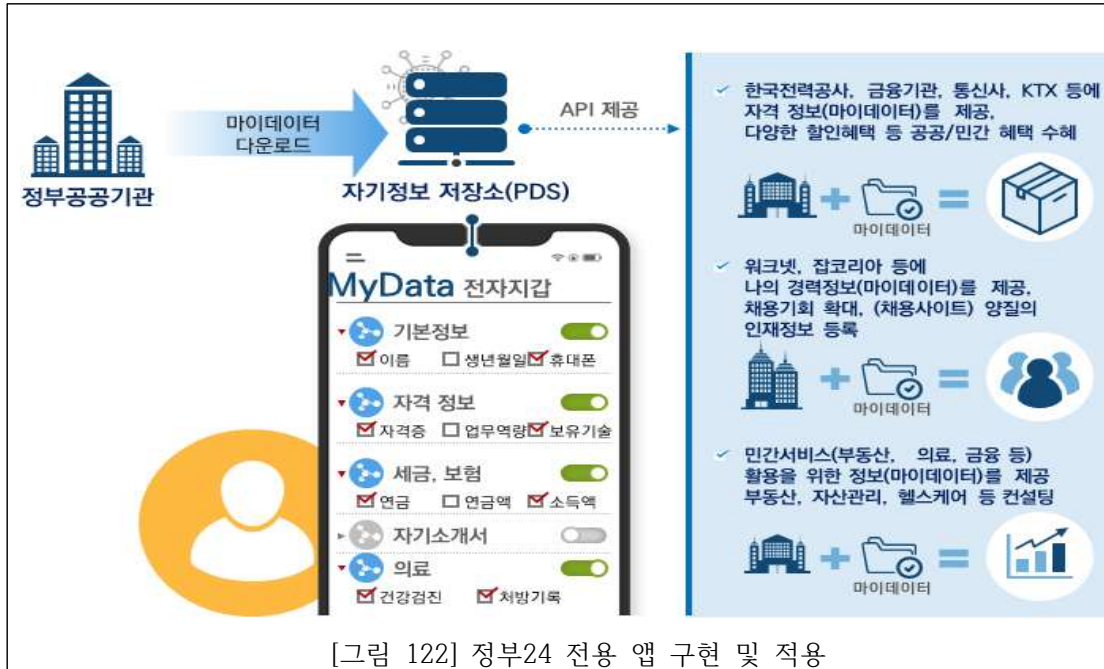 정부공공기관
마이데이터
다운로드
자기정보 저장소(PDS)
API 제공
MyData 전자지갑
기본정보
이름 생년월일 휴대폰
자격 정보
자격증 업무역량 보유기술
세금, 보험
연금 연금액 소득액
자기소개서
의료
건강검진 처방기록
한국전력공사, 금융기관, 통신사, KTX 등에
자격 정보(마이데이터)를 제공,
다양한 할인혜택 등 공공/민간 혜택 수혜
마이데이터
워크넷, 잡코리아 등에
나의 경력정보(마이데이터)를 제공,
채용기회 확대, (채용사이트) 양질의
인재정보 등록
마이데이터
민간서비스(부동산, 의료, 금융 등)
활용을 위한 정보(마이데이터)를 제공
부동산, 자산관리, 헬스케어 등 컨설팅
마이데이터
[그림 122] 정부24 전용 앱 구현 및 적용